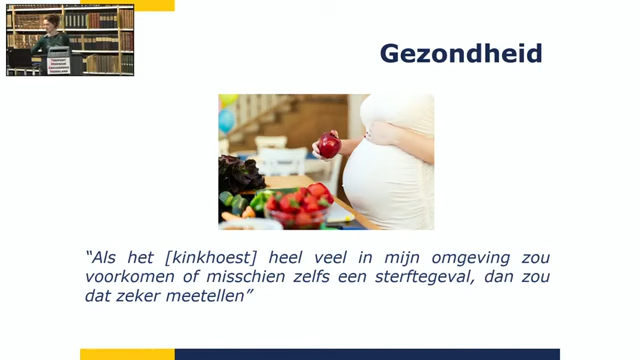 Gezondheid
“Als het [kinkhoest] heel veel in mijn omgeving zou
voorkomen of misschien zelfs een sterftegeval, dan zou
dat zeker meetellen”